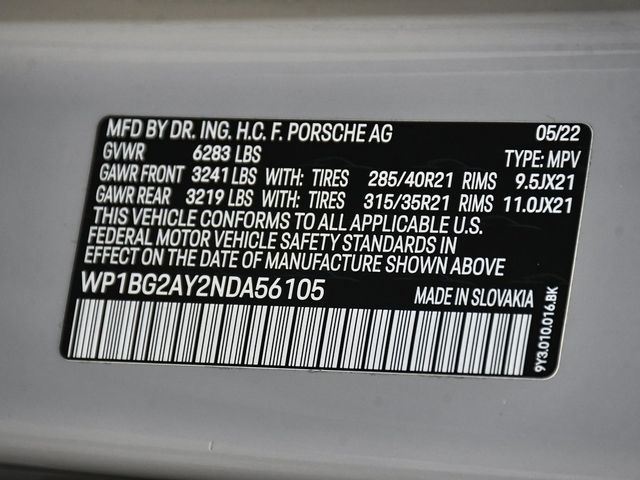 MFD BY DR. ING. H.C. F. PORSCHE AG 05/22
GVWR 6283 LBS TYPE: MPV
GAWR FRONT 3241 LBS WITH: TIRES 285/40R21 RIMS 9.5JX21
GAWR REAR 3219 LBS WITH: TIRES 315/35R21 RIMS 11.0JX21
THIS VEHICLE CONFORMS TO ALL APPLICABLE U.S.
FEDERAL MOTOR VEHICLE SAFETY STANDARDS IN
EFFECT ON THE DATE OF MANUFACTURE SHOWN ABOVE.
WP1BG2AY2NDA56105 MADE IN SLOVAKIA
9Y3.010.016.BK